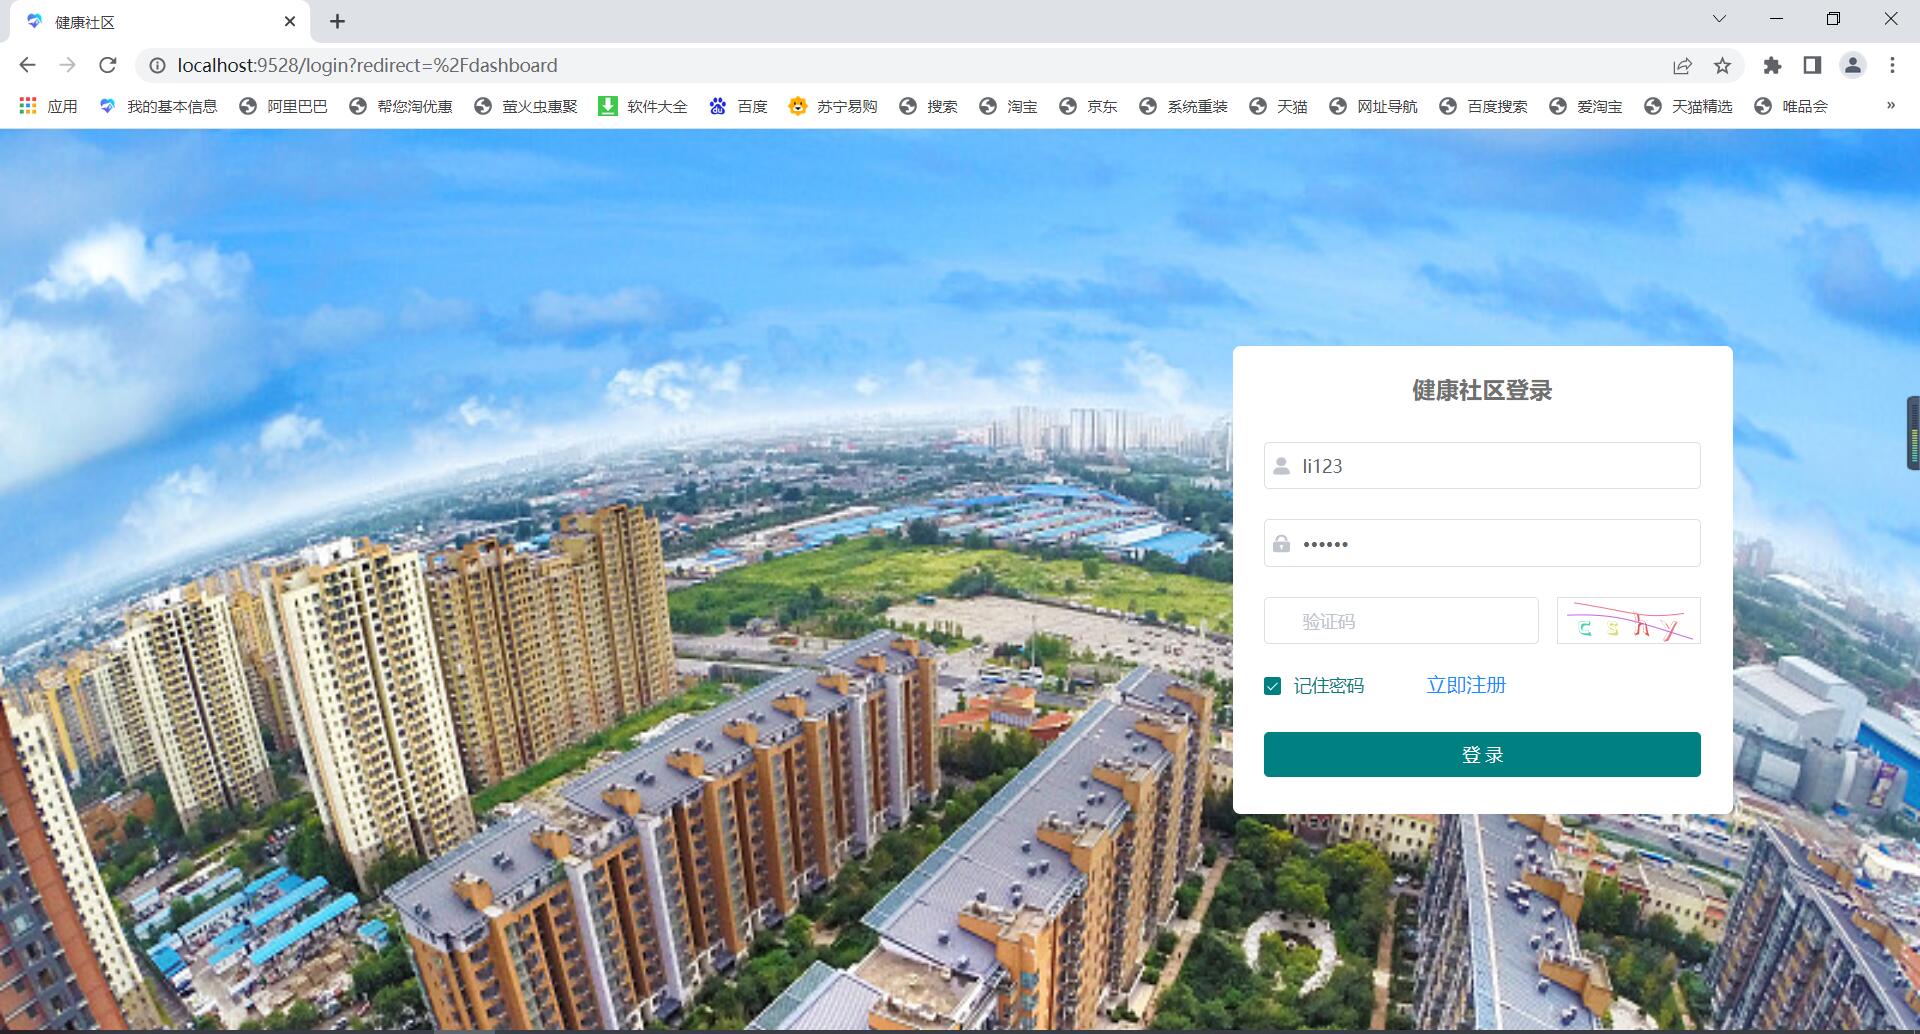 健康社区
localhost:9528/login?redirect=%2Fdashboard
应用 我的基本信息 阿里巴巴 帮您淘优惠 萤火虫惠聚 软件大全 百度 苏宁易购 搜索 淘宝 京东 系统重装 天猫 网址导航 百度搜索 爱淘宝 天猫精选 唯品会 »
健康社区登录
li123
••••••
验证码 cshy
记住密码 立即注册
登 录